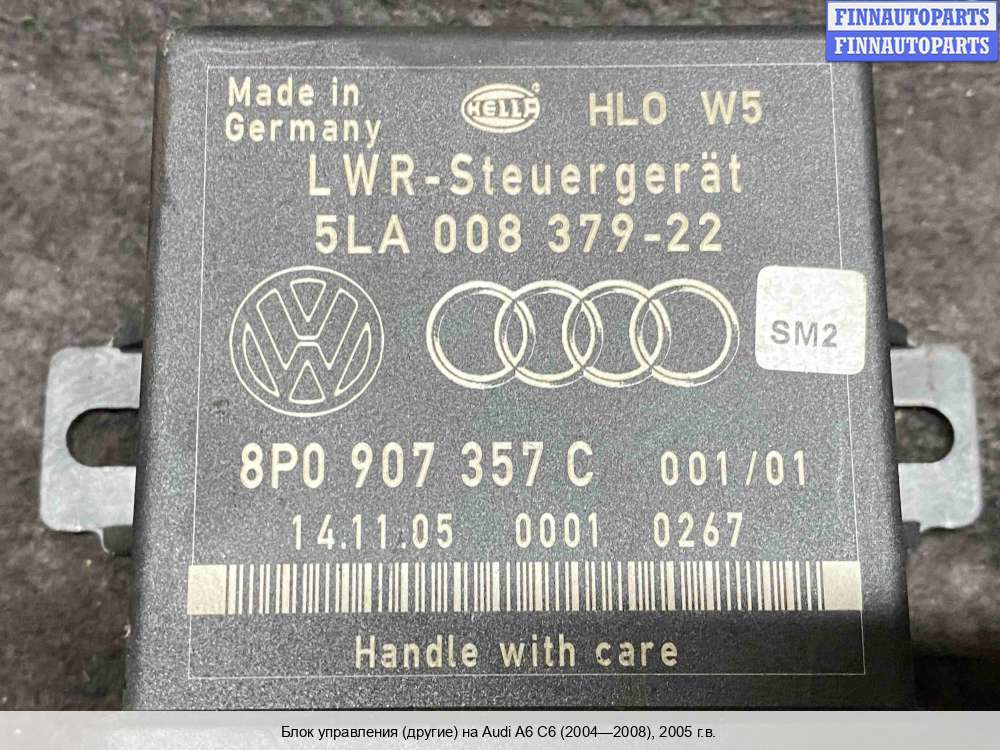 FINNAUTOPARTS
FINNAUTOPARTS
Made in
Germany
HELLA
HLO W5
LWR-Steuergerät
5LA 008 379-22
SM2
8P0 907 357 C 001/01
14.11.05 0001 0267
Handle with care
Блок управления (другие) на Audi A6 C6 (2004—2008), 2005 г.в.